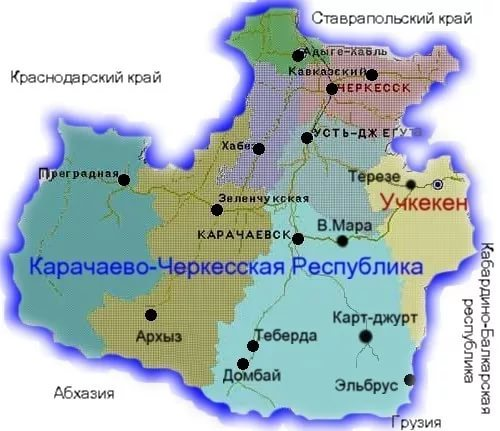 Ставрапольский край
Адыге-Хабль
Краснодарский край
Кавказский
ЧЕРКЕССК
УСТЬ-ДЖЕГУТА
Хабез
Преградная
Терезе
Учкекен
Зеленчукская
В.Мара
КАРАЧАЕВСК
Карачаево-Черкесская Республика
Кабардино-Балкарская
республика
Архыз
Теберда
Карт-джурт
Домбай
Эльбрус
Абхазия
Грузия